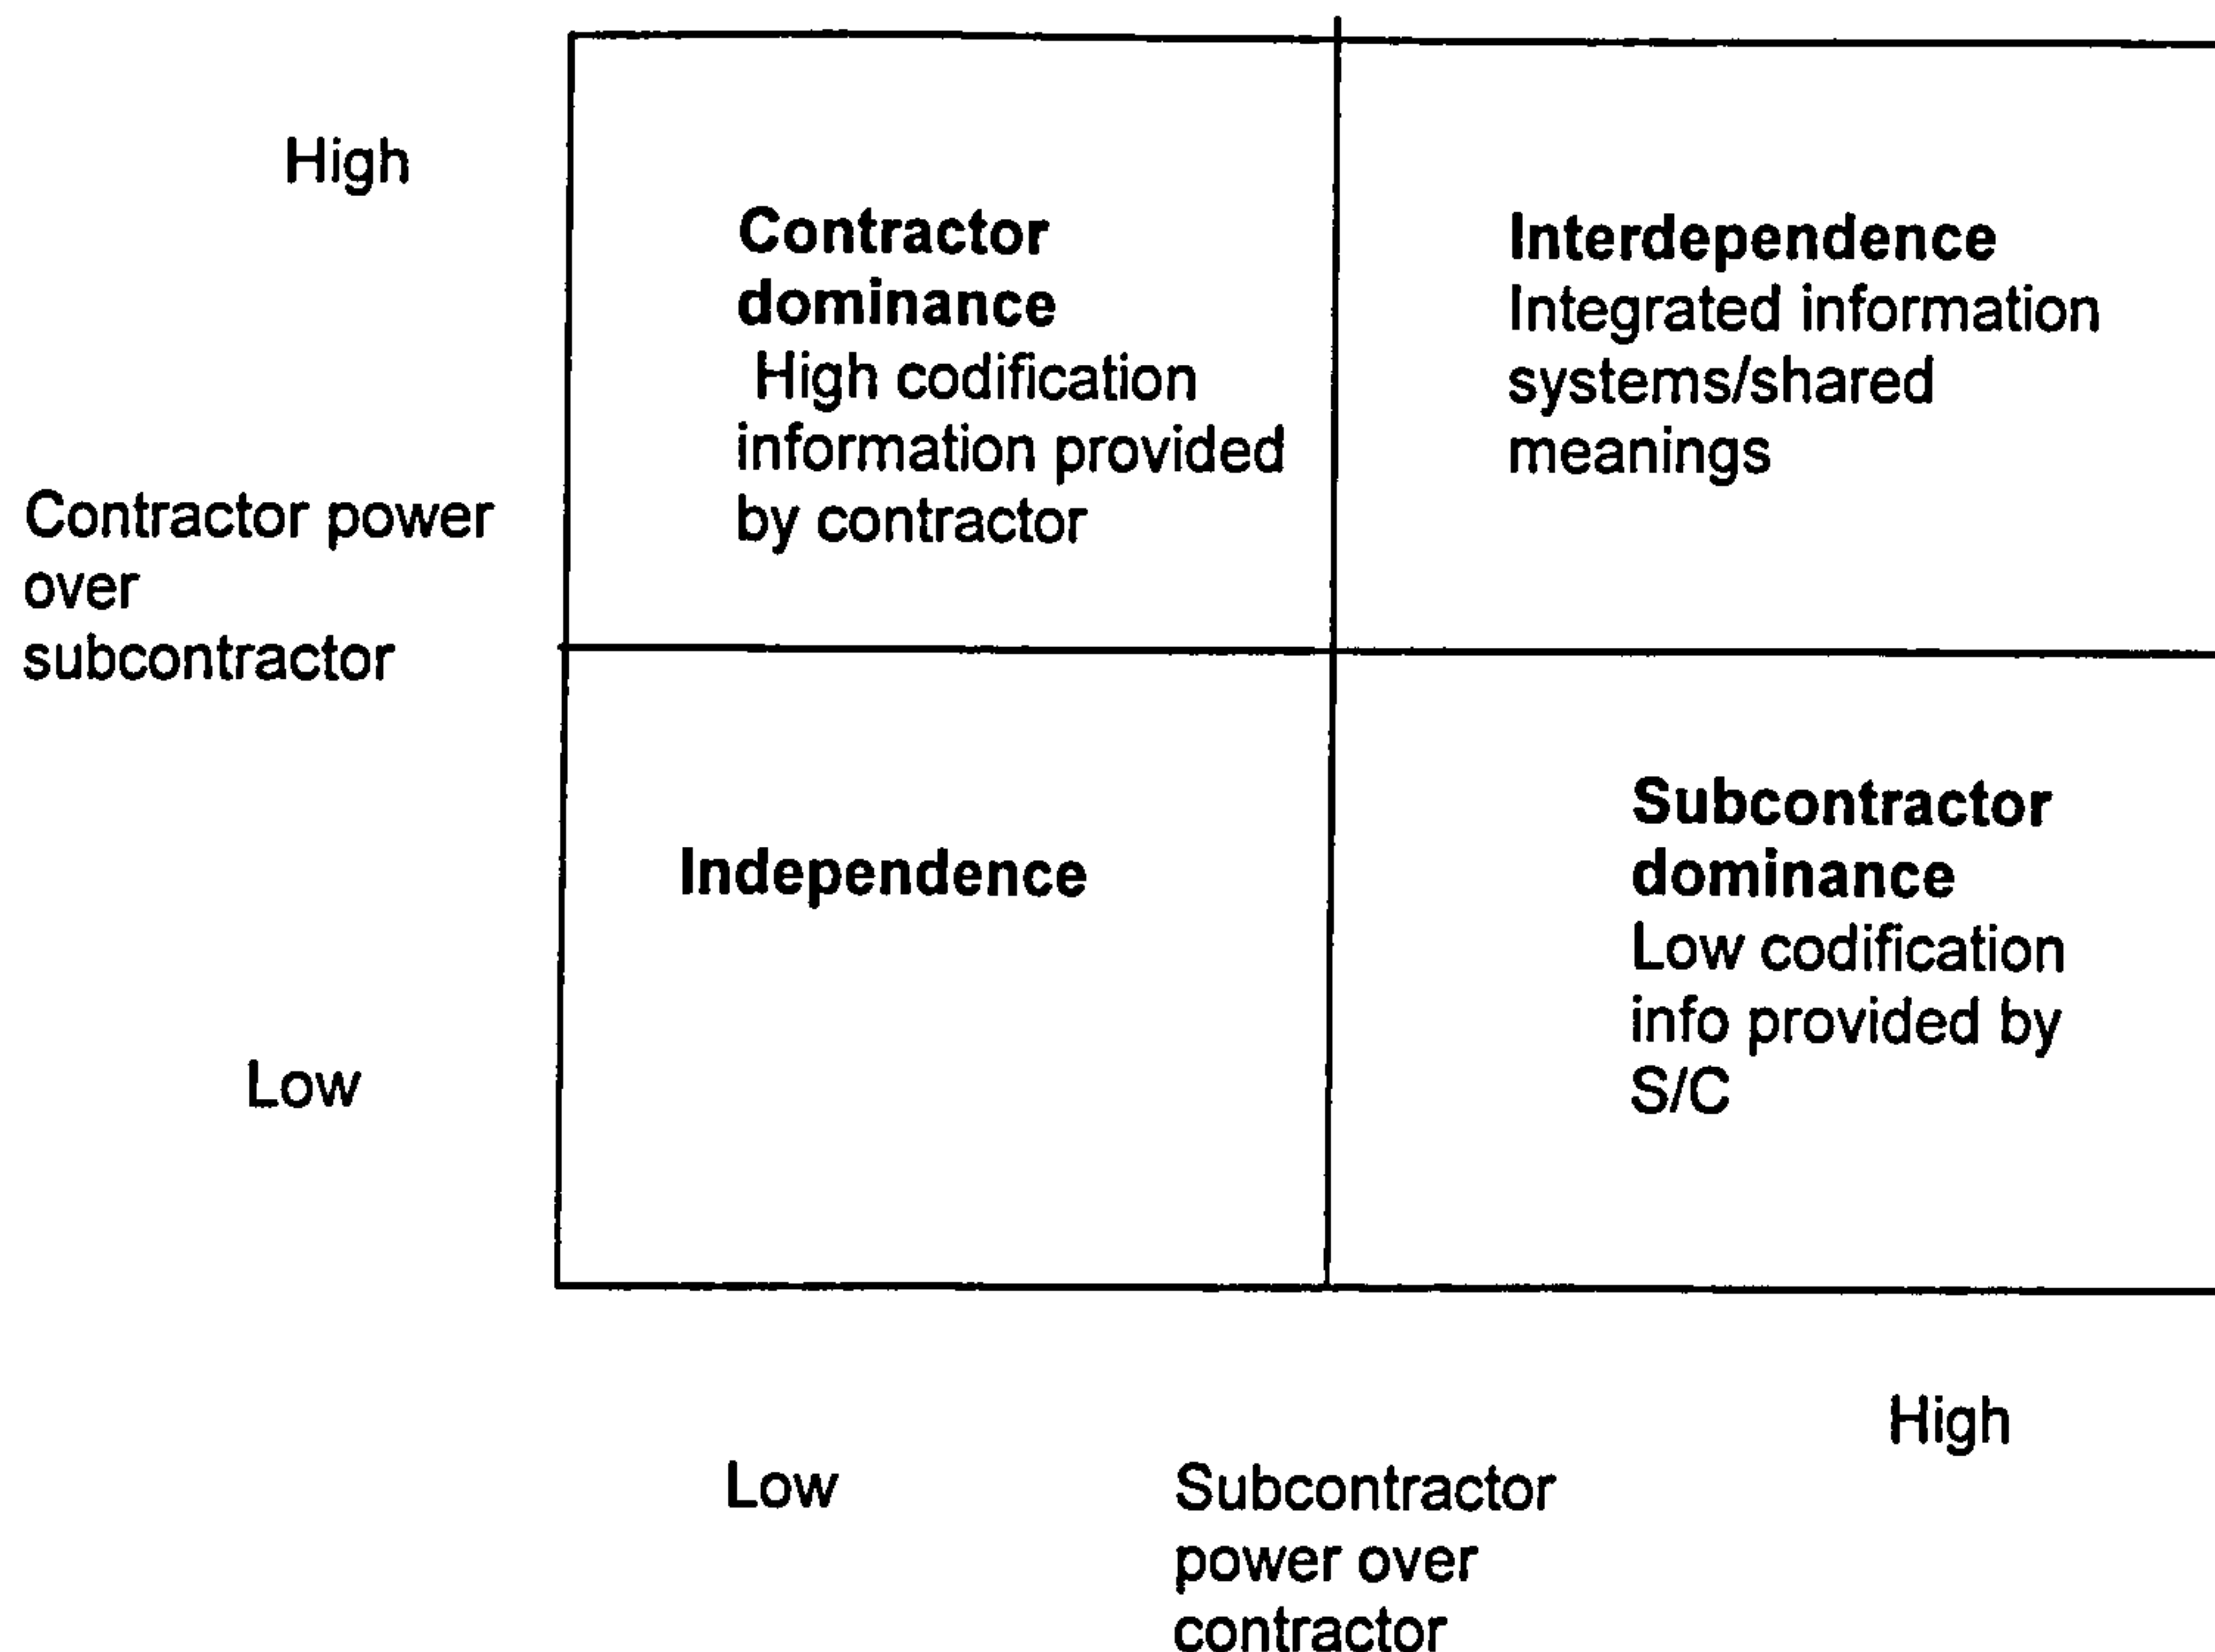 High
Contractor
dominance
High codification
information provided
by contractor
Interdependence
Integrated information
systems/shared
meanings
Contractor power
over
subcontractor
Independence
Subcontractor
dominance
Low codification
info provided by
S/C
Low
High
Low
Subcontractor
power over
contractor